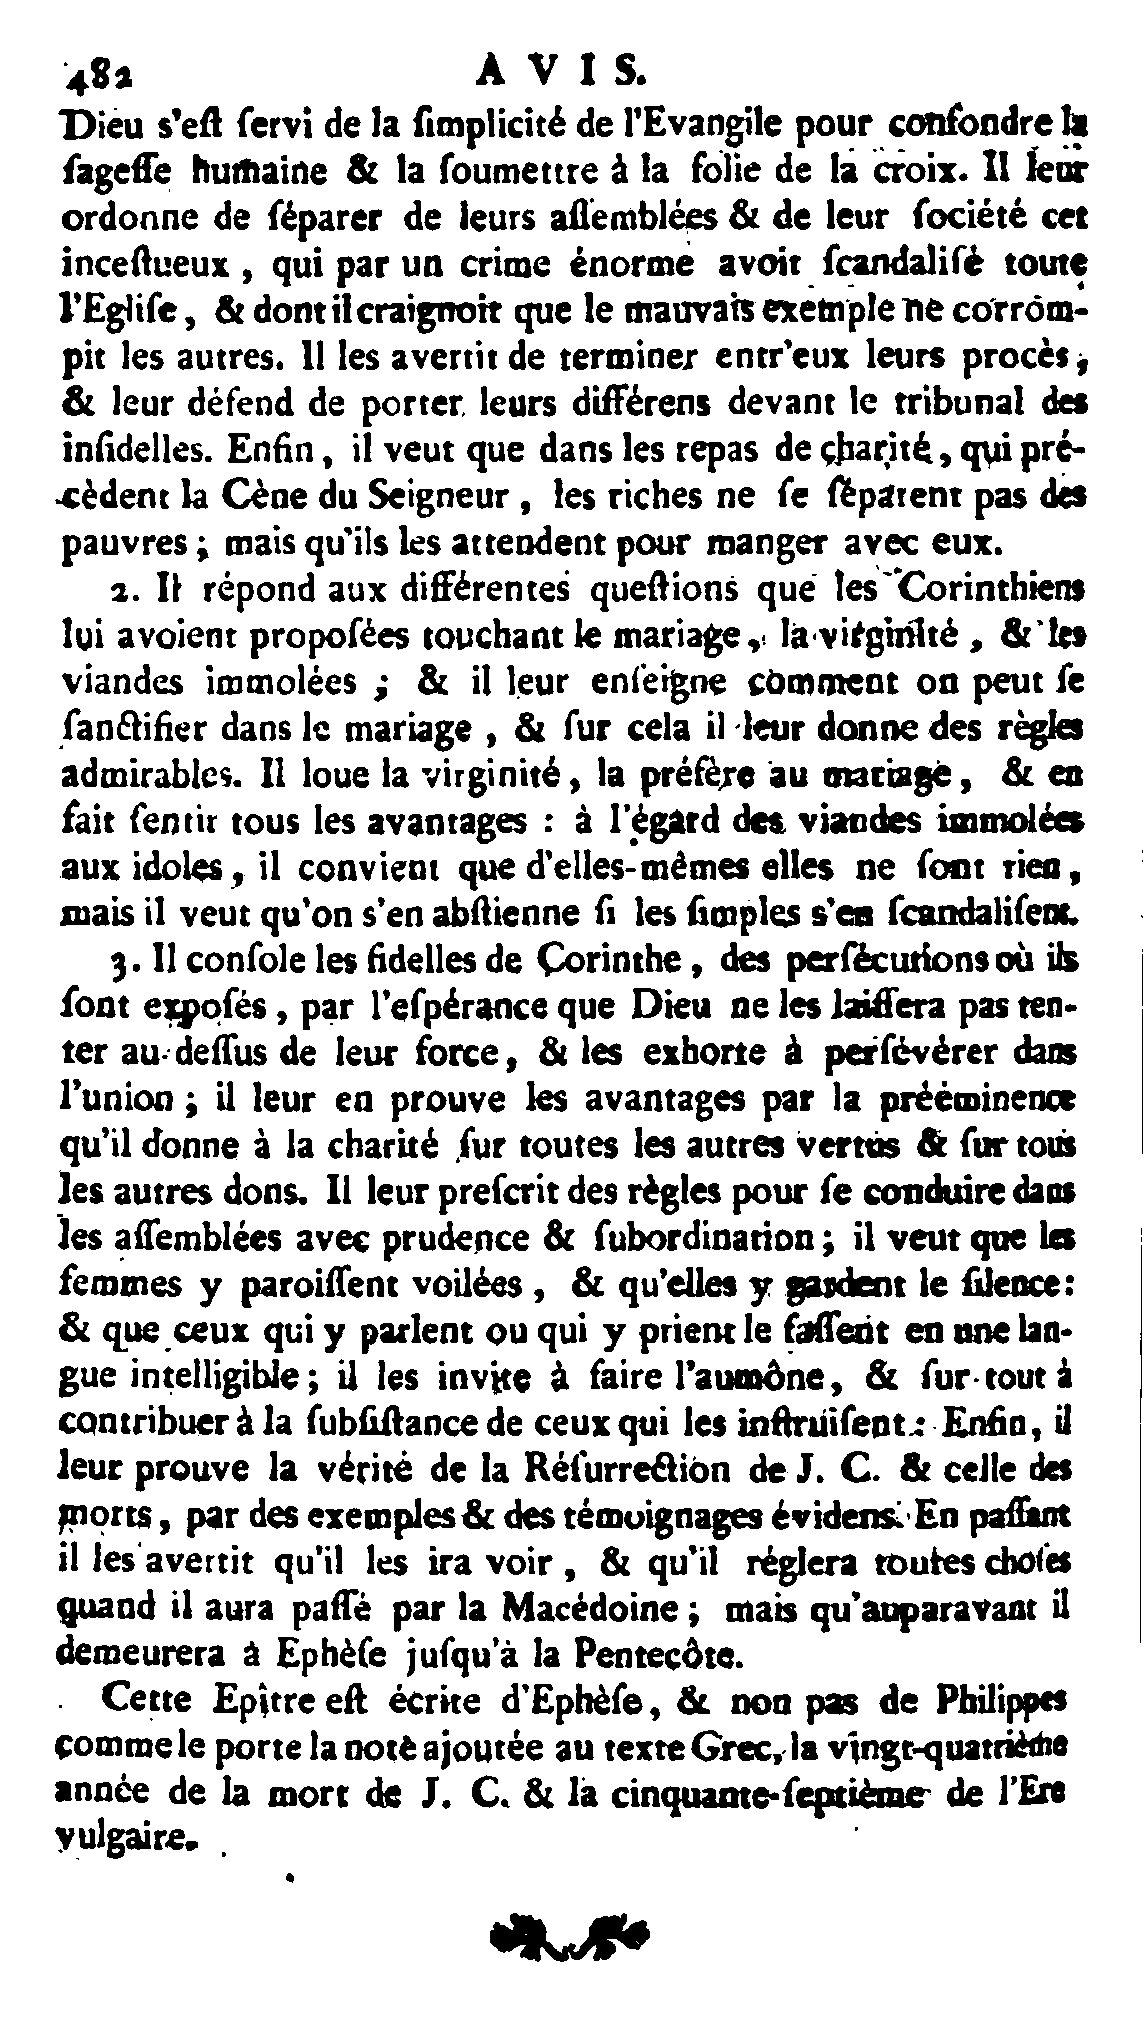 482 AVIS.
Dieu s'eſt ſervi de la ſimplicité de l'Evangile pour confondre la
ſageſſe humaine & la ſoumettre à la folie de la croix. Il leur
ordonne de ſéparer de leurs aſſemblées & de leur ſociété cet
inceſtueux, qui par un crime énorme avoit ſcandaliſé toute
l'Egliſe, & dont il craignoit que le mauvais exemple ne corrom-
pit les autres. Il les avertit de terminer entr'eux leurs procès,
& leur défend de porter leurs différens devant le tribunal des
infidelles. Enfin, il veut que dans les repas de charité, qui pré-
cèdent la Cène du Seigneur, les riches ne ſe ſéparent pas des
pauvres; mais qu'ils les attendent pour manger avec eux.
2. Il répond aux différentes queſtions que les Corinthiens
lui avoient propoſées touchant le mariage, la virginité, & les
viandes immolées; & il leur enſeigne comment on peut ſe
ſanctifier dans le mariage, & ſur cela il leur donne des règles
admirables. Il loue la virginité, la préfère au mariage, & en
fait ſentir tous les avantages : à l'égard des viandes immolées
aux idoles, il convient que d'elles-mêmes elles ne ſont rien,
mais il veut qu'on s'en abſtienne ſi les ſimples s'en ſcandaliſent.
3. Il conſole les fidelles de Corinthe, des perſécutions où ils
ſont expoſés, par l'eſpérance que Dieu ne les laiſſera pas ten-
ter au-deſſus de leur force, & les exhorte à perſévérer dans
l'union; il leur en prouve les avantages par la prééminence
qu'il donne à la charité ſur toutes les autres vertus & ſur tous
les autres dons. Il leur preſcrit des règles pour ſe conduire dans
les aſſemblées avec prudence & ſubordination; il veut que les
femmes y paroiſſent voilées, & qu'elles y gardent le ſilence:
& que ceux qui y parlent ou qui y prient le faſſent en une lan-
gue intelligible; il les invite à faire l'aumône, & ſur-tout à
contribuer à la ſubſiſtance de ceux qui les inſtruiſent : Enfin, il
leur prouve la vérité de la Réſurrection de J. C. & celle des
morts, par des exemples & des témoignages évidens. En paſſant
il les avertit qu'il les ira voir, & qu'il réglera toutes choſes
quand il aura paſſé par la Macédoine; mais qu'auparavant il
demeurera à Ephèſe juſqu'à la Pentecôte.
Cette Epître eſt écrite d'Ephèſe, & non pas de Philippes
comme le porte la note ajoutée au texte Grec, la vingt-quatrième
année de la mort de J. C. & la cinquante-ſeptième de l'Ere
vulgaire.